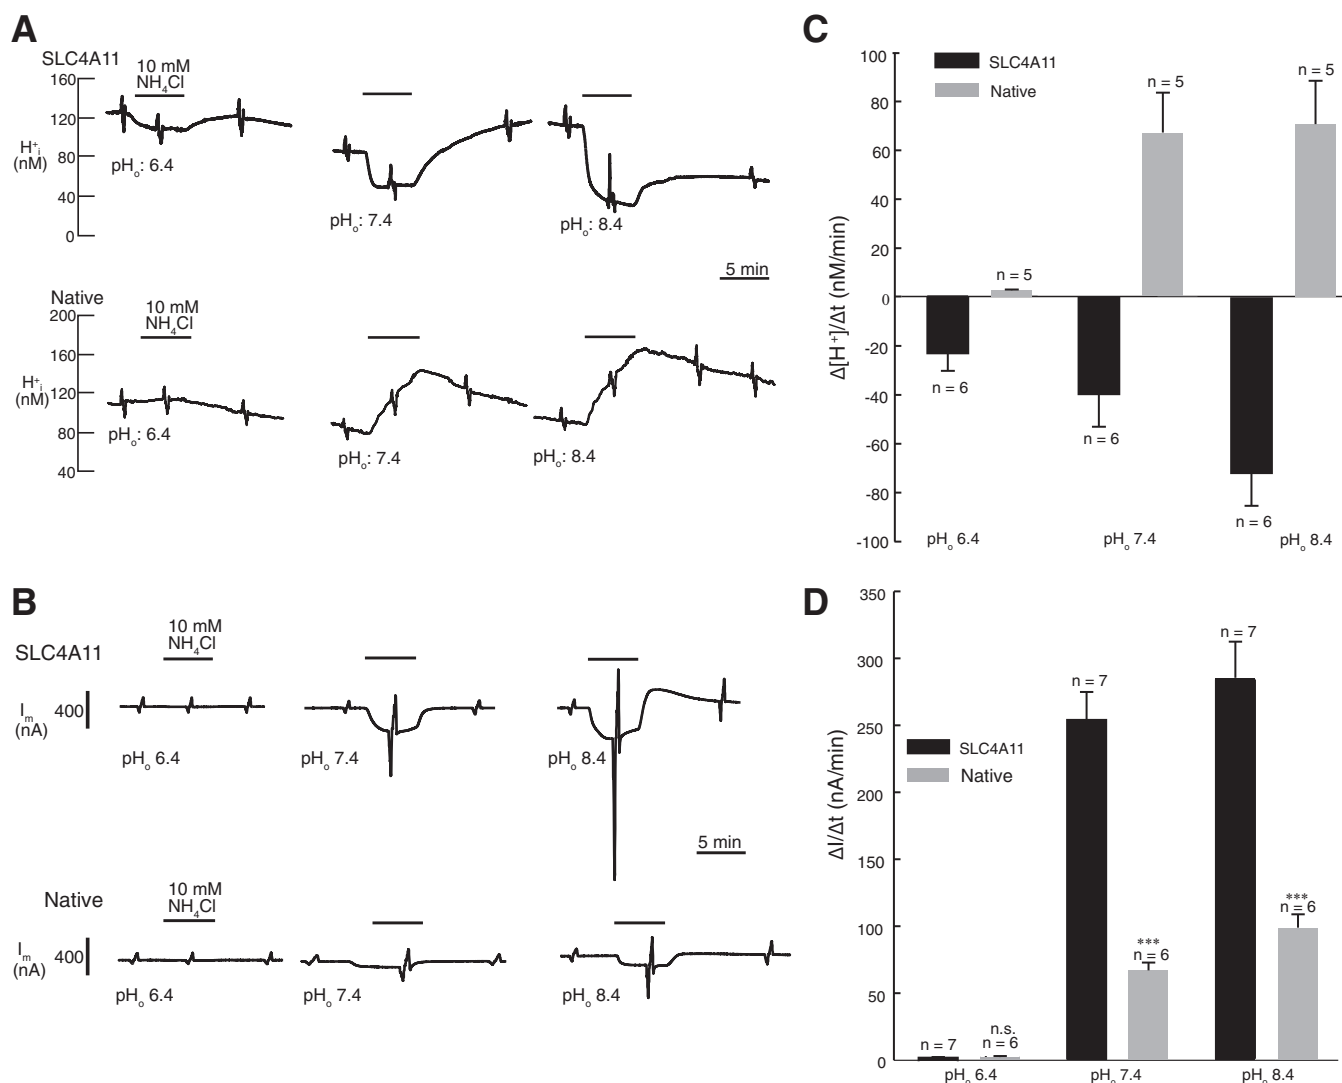 A
SLC4A11
10 mM
NH₄Cl
160
120
80
40
0
H⁺ᵢ
(nM)
pHₒ: 6.4
pHₒ: 7.4
pHₒ: 8.4
5 min
Native
10 mM
NH₄Cl
200
160
120
80
40
H⁺ᵢ
(nM)
pHₒ: 6.4
pHₒ: 7.4
pHₒ: 8.4
B
SLC4A11
10 mM
NH₄Cl
Iₘ
(nA)
400
pHₒ 6.4
pHₒ 7.4
pHₒ 8.4
5 min
Native
10 mM
NH₄Cl
Iₘ
(nA)
400
pHₒ 6.4
pHₒ 7.4
pHₒ 8.4
C
SLC4A11
Native
Δ[H⁺]/Δt (nM/min)
100
80
60
40
20
0
-20
-40
-60
-80
-100
n = 6
n = 5
n = 6
n = 5
n = 6
n = 5
pHₒ 6.4
pHₒ 7.4
pHₒ 8.4
D
SLC4A11
Native
ΔI/Δt (nA/min)
350
300
250
200
150
100
50
0
n = 7
n.s.
n = 6
n = 7
***
n = 6
n = 7
***
n = 6
pHₒ 6.4
pHₒ 7.4
pHₒ 8.4